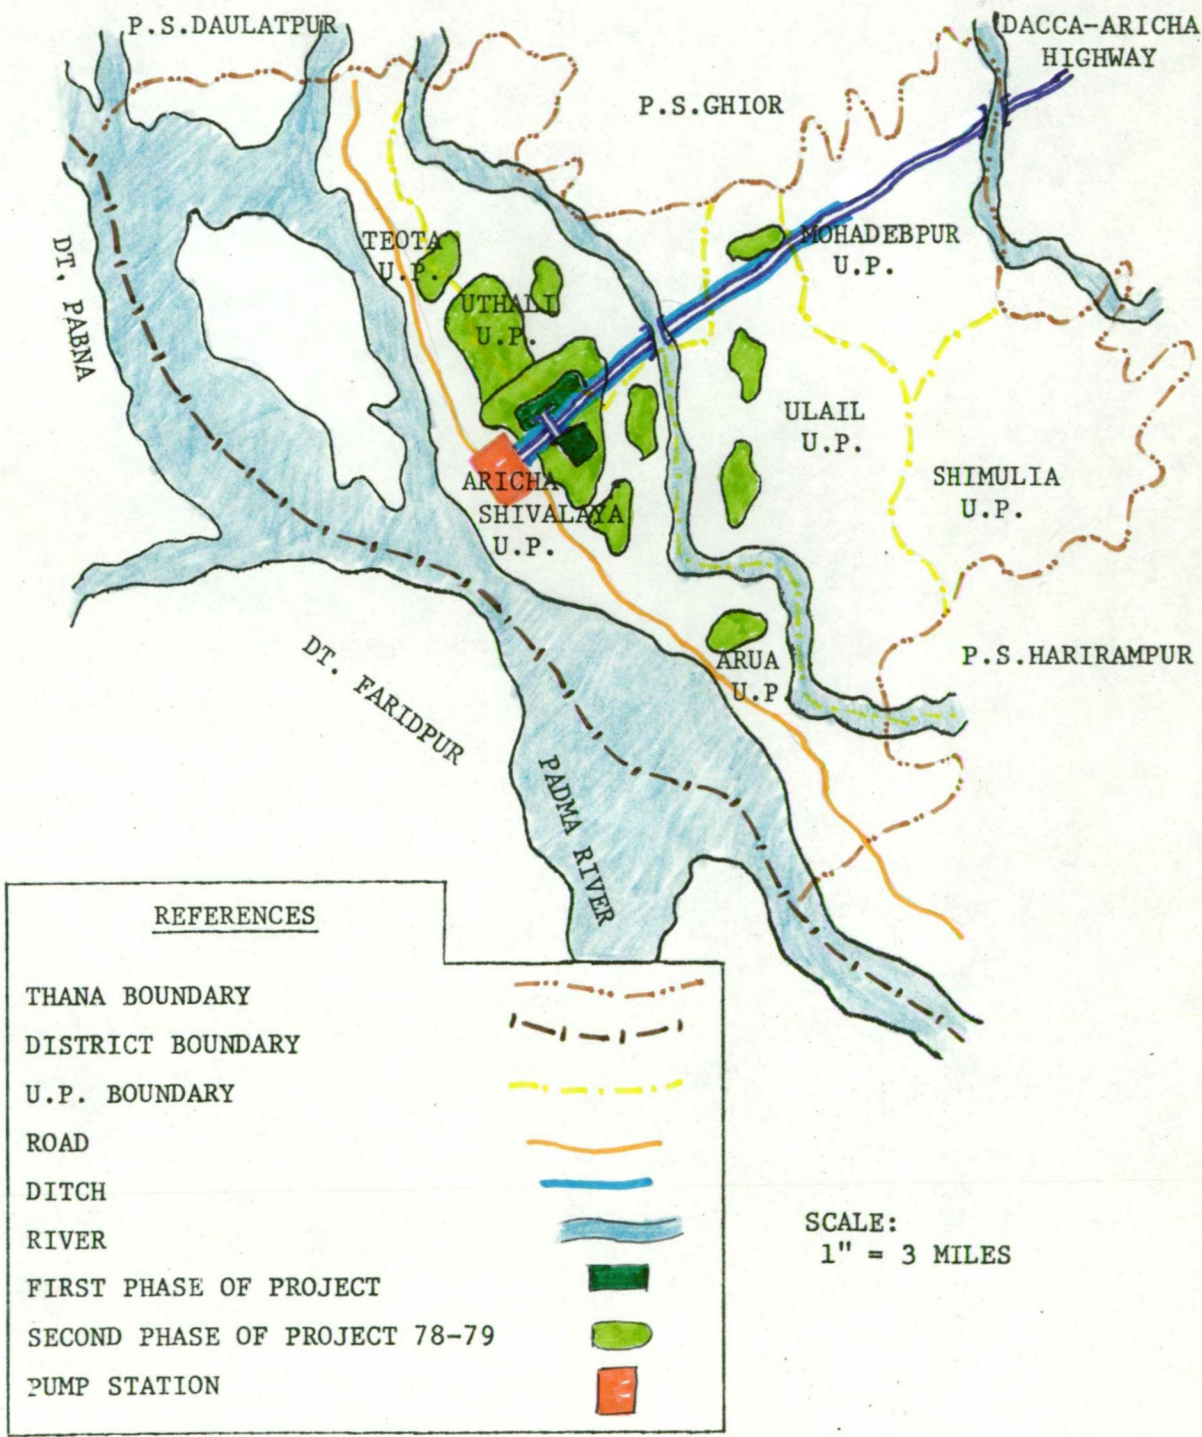 P.S.DAULATPUR
DACCA-ARICHA
HIGHWAY
P.S.GHIOR
DT. PABNA
TEOTA
U.P.
MOHADEBPUR
U.P.
UTHALI
U.P.
ULAIL
U.P.
SHIMULIA
U.P.
ARICHA
SHIVALAYA
U.P.
P.S.HARIRAMPUR
ARUA
U.P.
DT. FARIDPUR
PADMA RIVER
REFERENCES
THANA BOUNDARY
DISTRICT BOUNDARY
U.P. BOUNDARY
ROAD
DITCH
RIVER
FIRST PHASE OF PROJECT
SECOND PHASE OF PROJECT 78-79
PUMP STATION
SCALE:
1" = 3 MILES